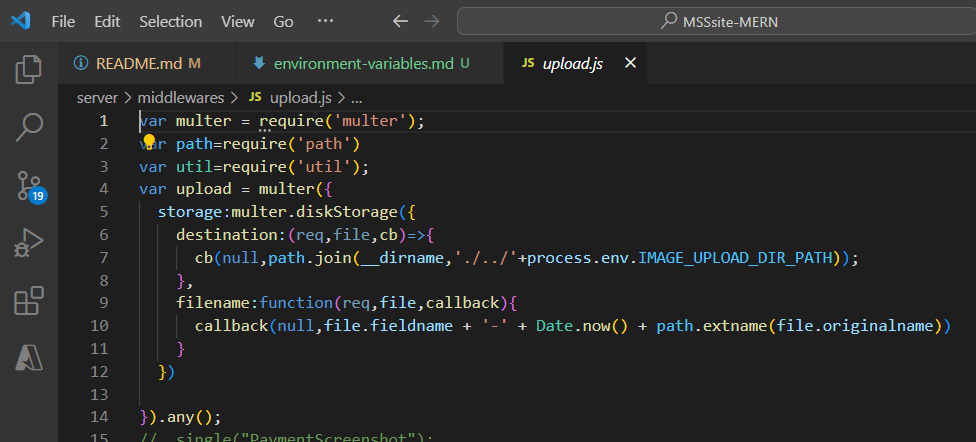 File Edit Selection View Go ··· MSSsite-MERN
README.md M environment-variables.md U JS upload.js
server > middlewares > JS upload.js > ...
1 var multer = require('multer');
2 var path=require('path')
3 var util=require('util');
4 var upload = multer({
5 storage:multer.diskStorage({
6 destination:(req,file,cb)=>{
7 cb(null,path.join(__dirname,'./../'+process.env.IMAGE_UPLOAD_DIR_PATH));
8 },
9 filename:function(req,file,callback){
10 callback(null,file.fieldname + '-' + Date.now() + path.extname(file.originalname))
11 }
12 })
13
14 }).any();
15 // single("PaymentScreenshot");
19